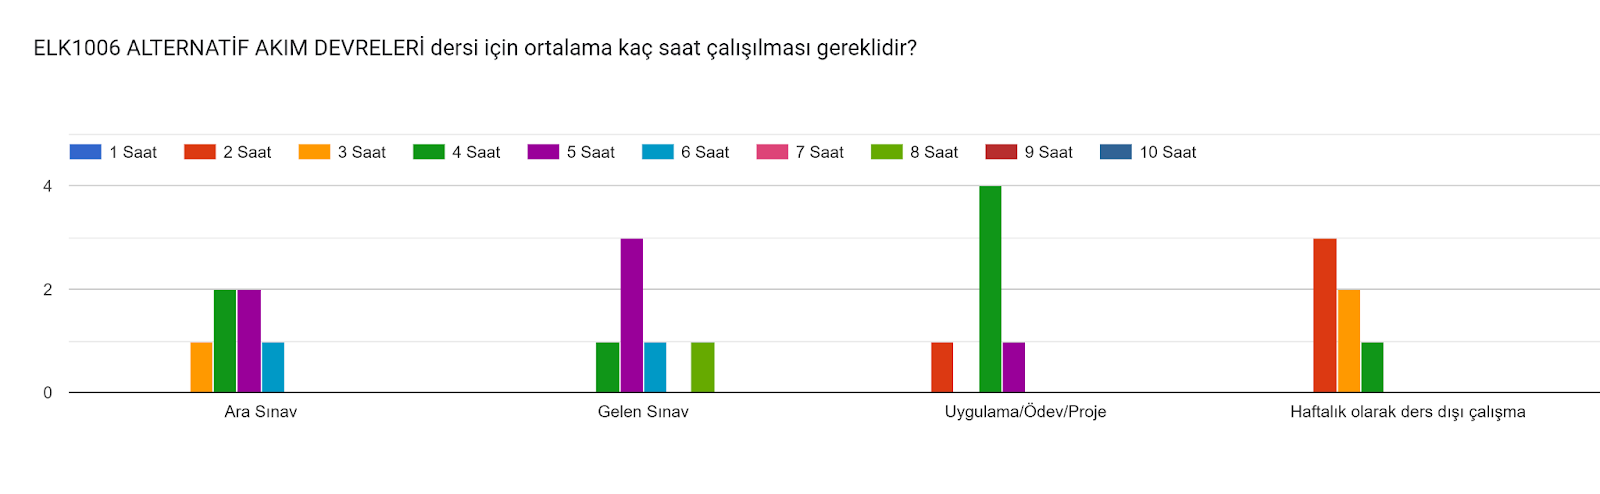 ELK1006 ALTERNATİF AKIM DEVRELERİ dersi için ortalama kaç saat çalışılması gereklidir?
1 Saat 2 Saat 3 Saat 4 Saat 5 Saat 6 Saat 7 Saat 8 Saat 9 Saat 10 Saat
4
2
0
Ara Sınav Gelen Sınav Uygulama/Ödev/Proje Haftalık olarak ders dışı çalışma